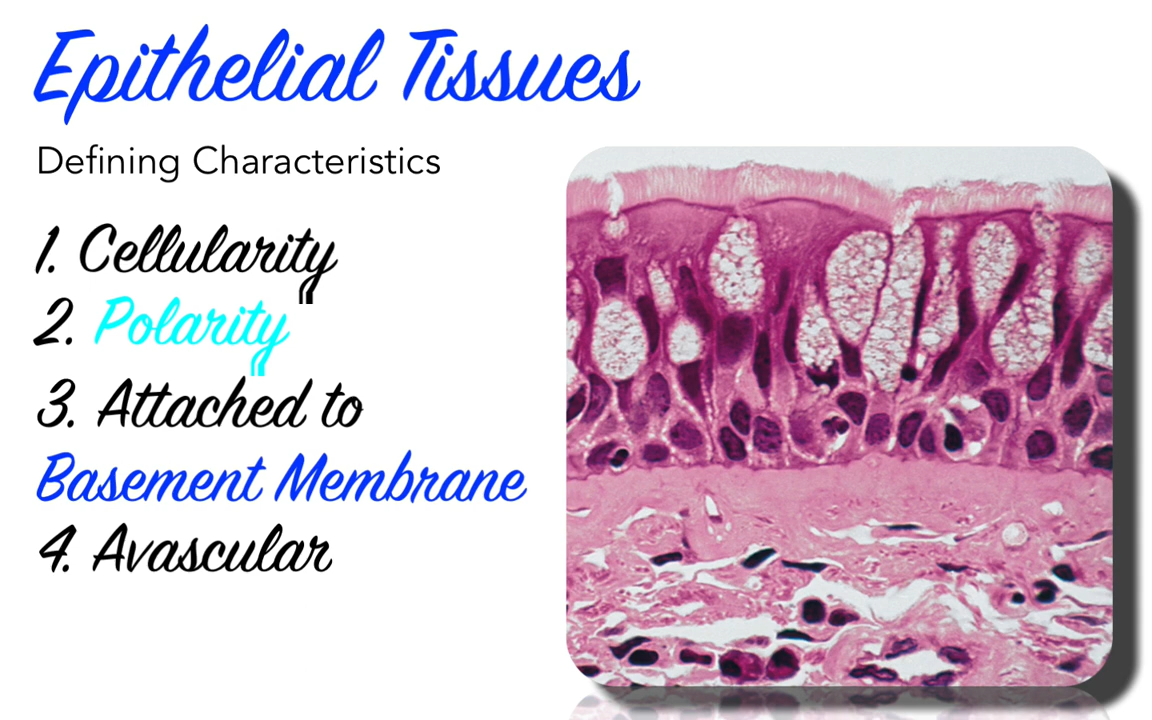 Epithelial Tissues
Defining Characteristics
1. Cellularity
2. Polarity
3. Attached to
Basement Membrane
4. Avascular